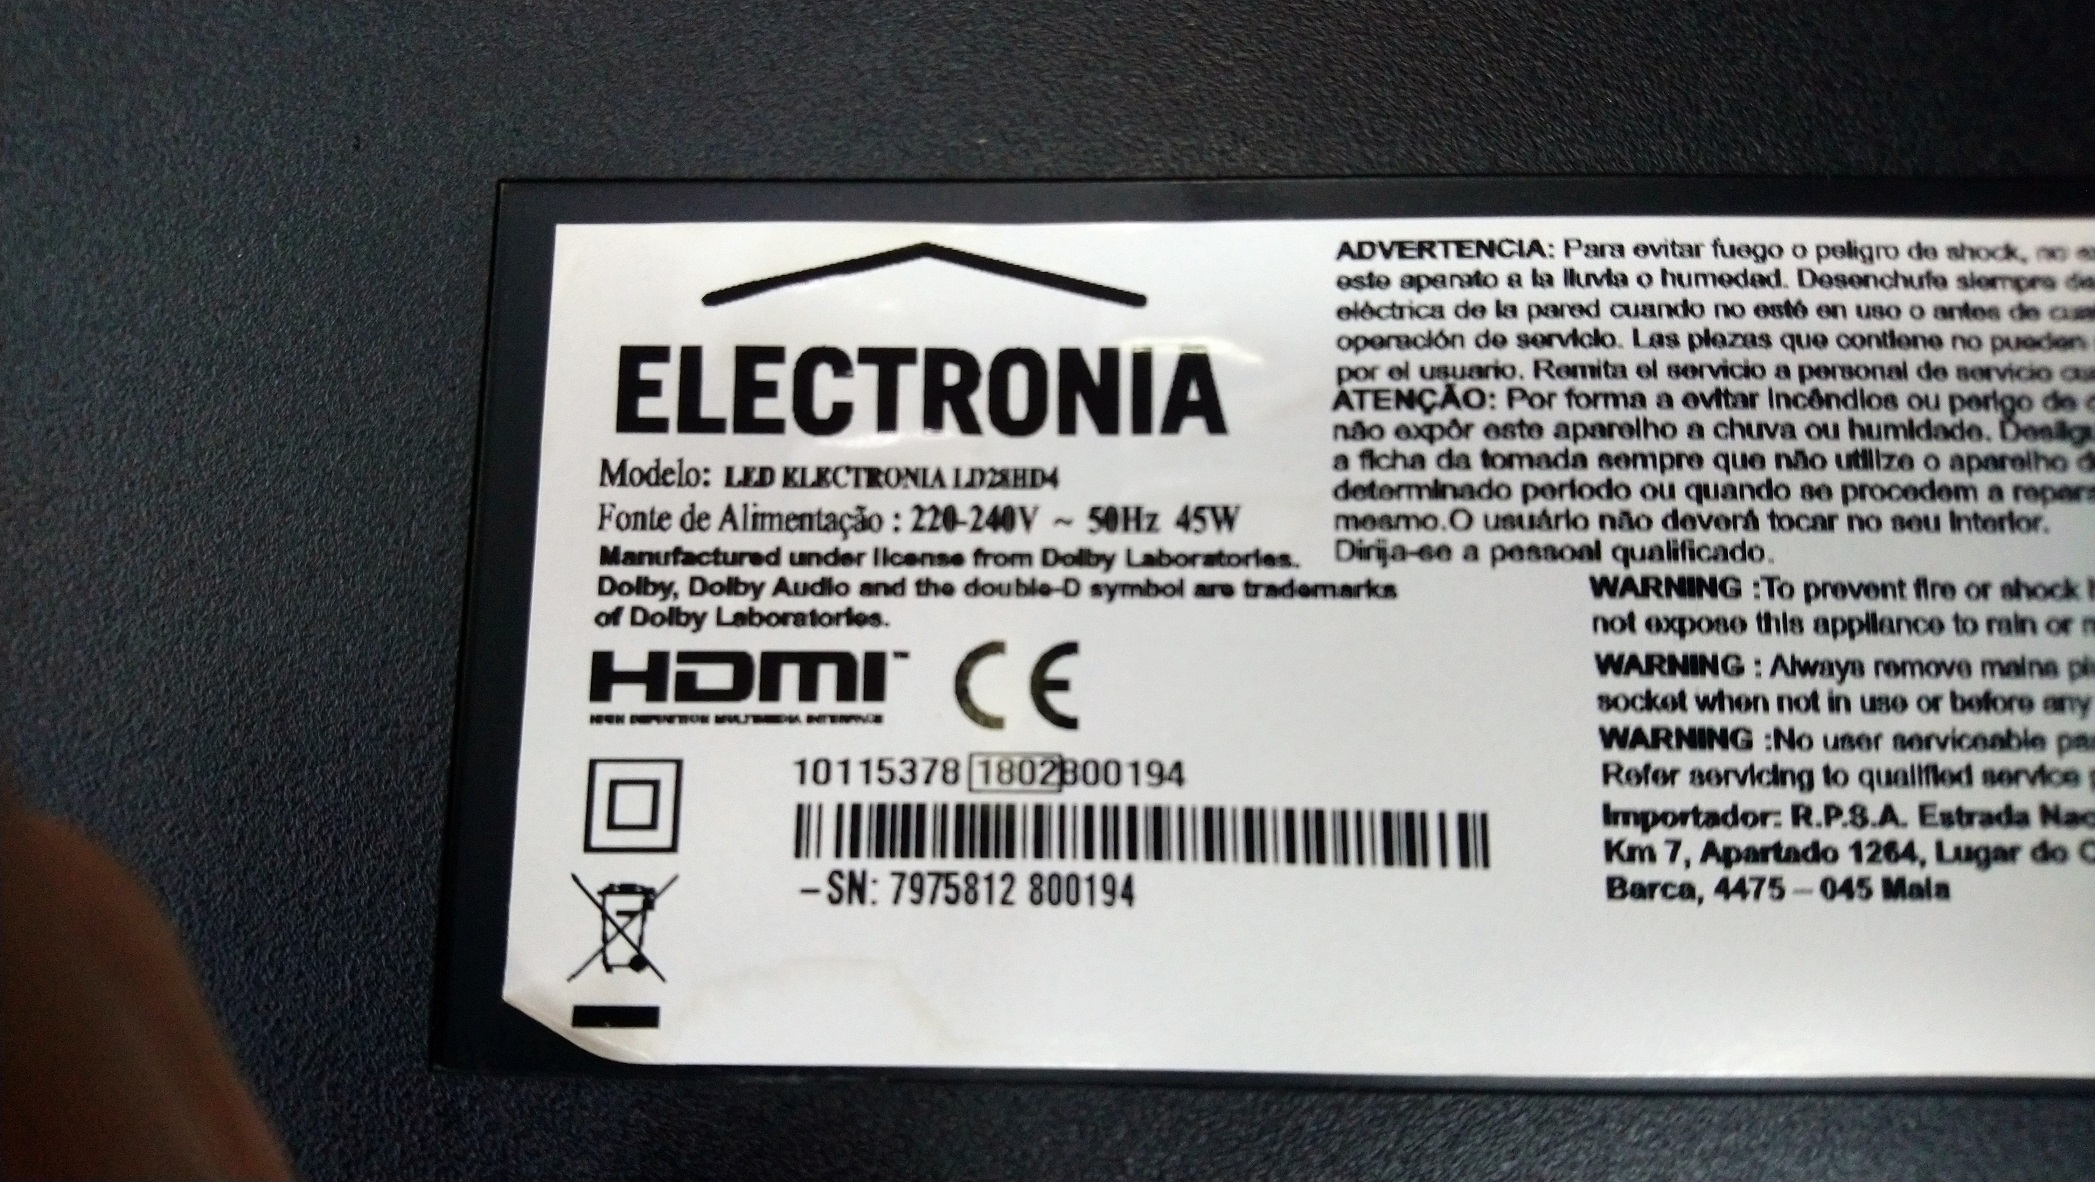 ELECTRONIA
Modelo: LED ELECTRONIA LD28HD4
Fonte de Alimentação : 220-240V ~ 50Hz 45W
Manufactured under license from Dolby Laboratories.
Dolby, Dolby Audio and the double-D symbol are trademarks
of Dolby Laboratories.
HDMI™ CE
HIGH DEFINITION MULTIMEDIA INTERFACE
10115378 1802 800194
–SN: 7975812 800194
ADVERTENCIA: Para evitar fuego o peligro de shock, no
este aparato a la lluvia o humedad. Desenchufe siempre
eléctrica de la pared cuando no esté en uso o antes de
operación de servicio. Las piezas que contiene no pueden
por el usuario. Remita el servicio a personal de servicio
ATENÇÃO: Por forma a evitar incêndios ou perigo de
não expôr este aparelho a chuva ou humidade.
a ficha da tomada sempre que não utilize o aparelho
determinado período ou quando se procedem a
mesmo.O usuário não deverá tocar no seu interior.
Dirija-se a pessoal qualificado.
WARNING :To prevent fire or shock
not expose this appliance to rain or
WARNING : Always remove mains
socket when not in use or before any
WARNING :No user serviceable
Refer servicing to qualified service
Importador: R.P.S.A. Estrada
Km 7, Apartado 1264, Lugar do
Barca, 4475 – 045 Maia